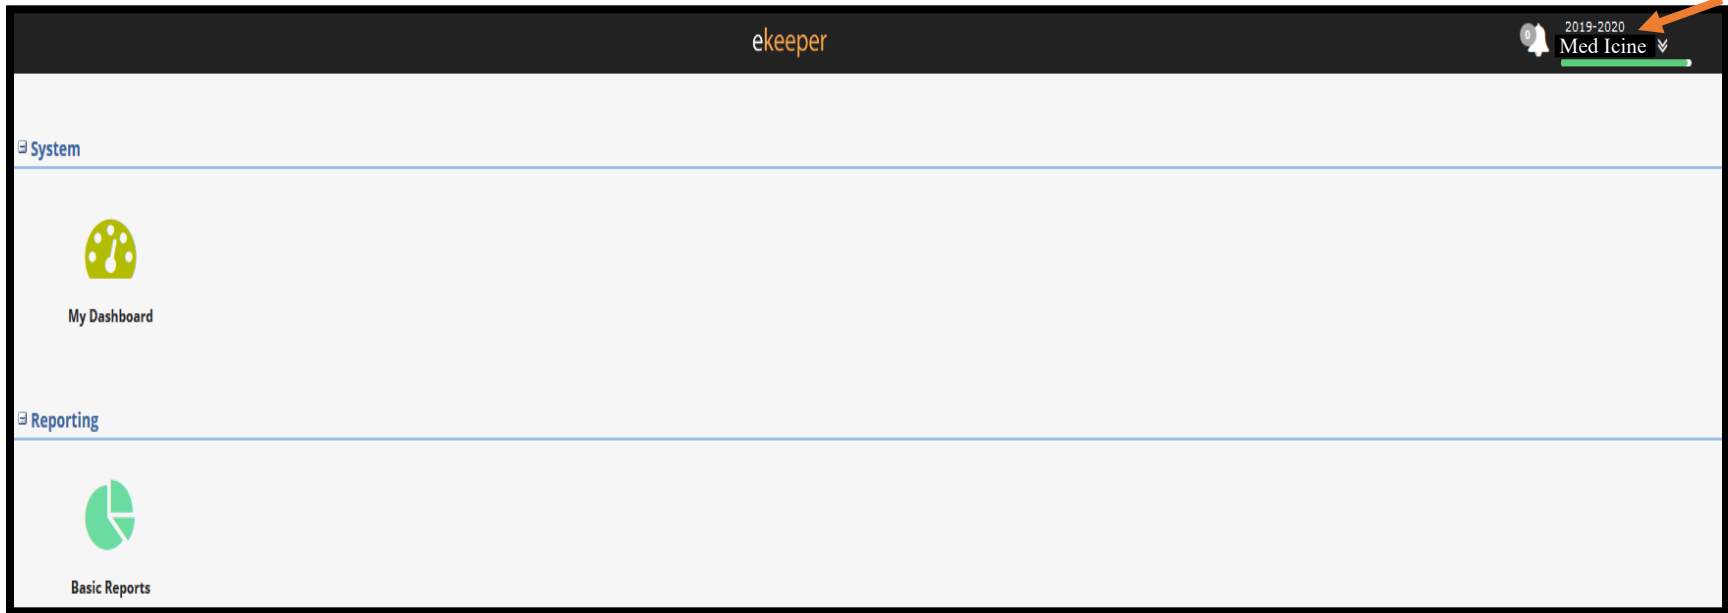 ekeeper
0
2019-2020
Med Icine
System
My Dashboard
Reporting
Basic Reports